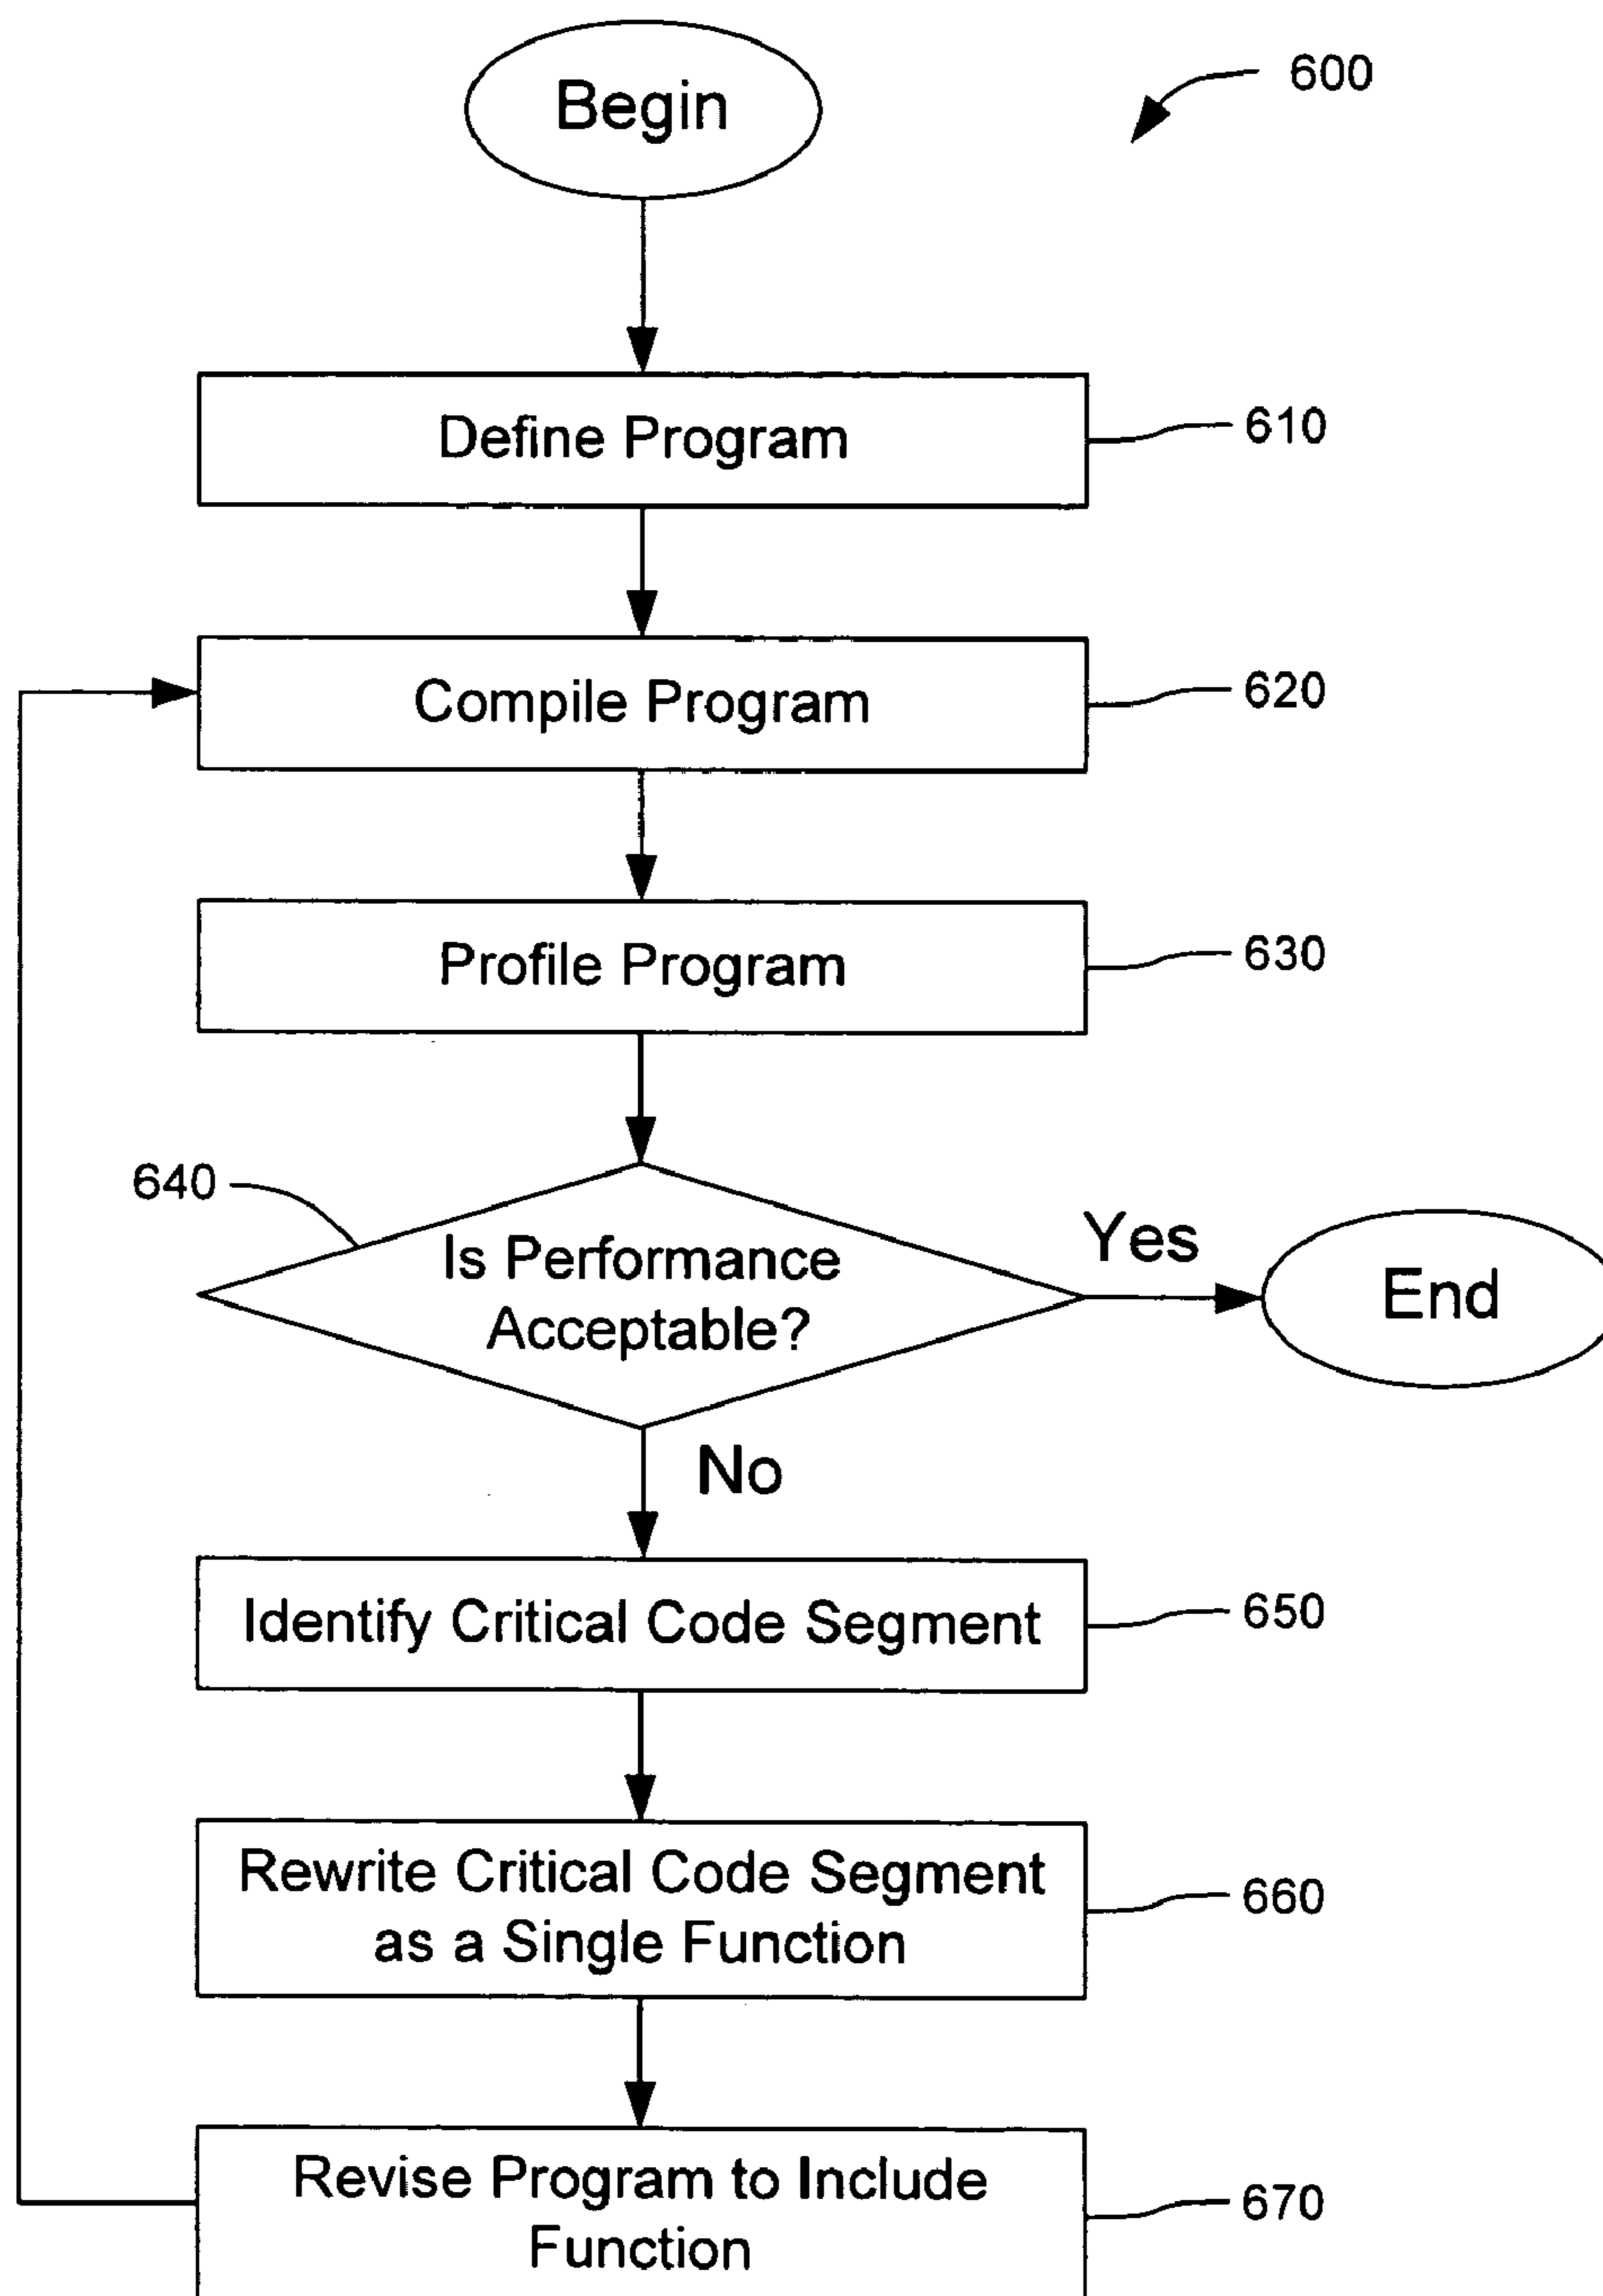 Begin
600
Define Program
610
Compile Program
620
Profile Program
630
640
Is Performance
Acceptable?
Yes
End
No
Identify Critical Code Segment
650
Rewrite Critical Code Segment
as a Single Function
660
Revise Program to Include
Function
670